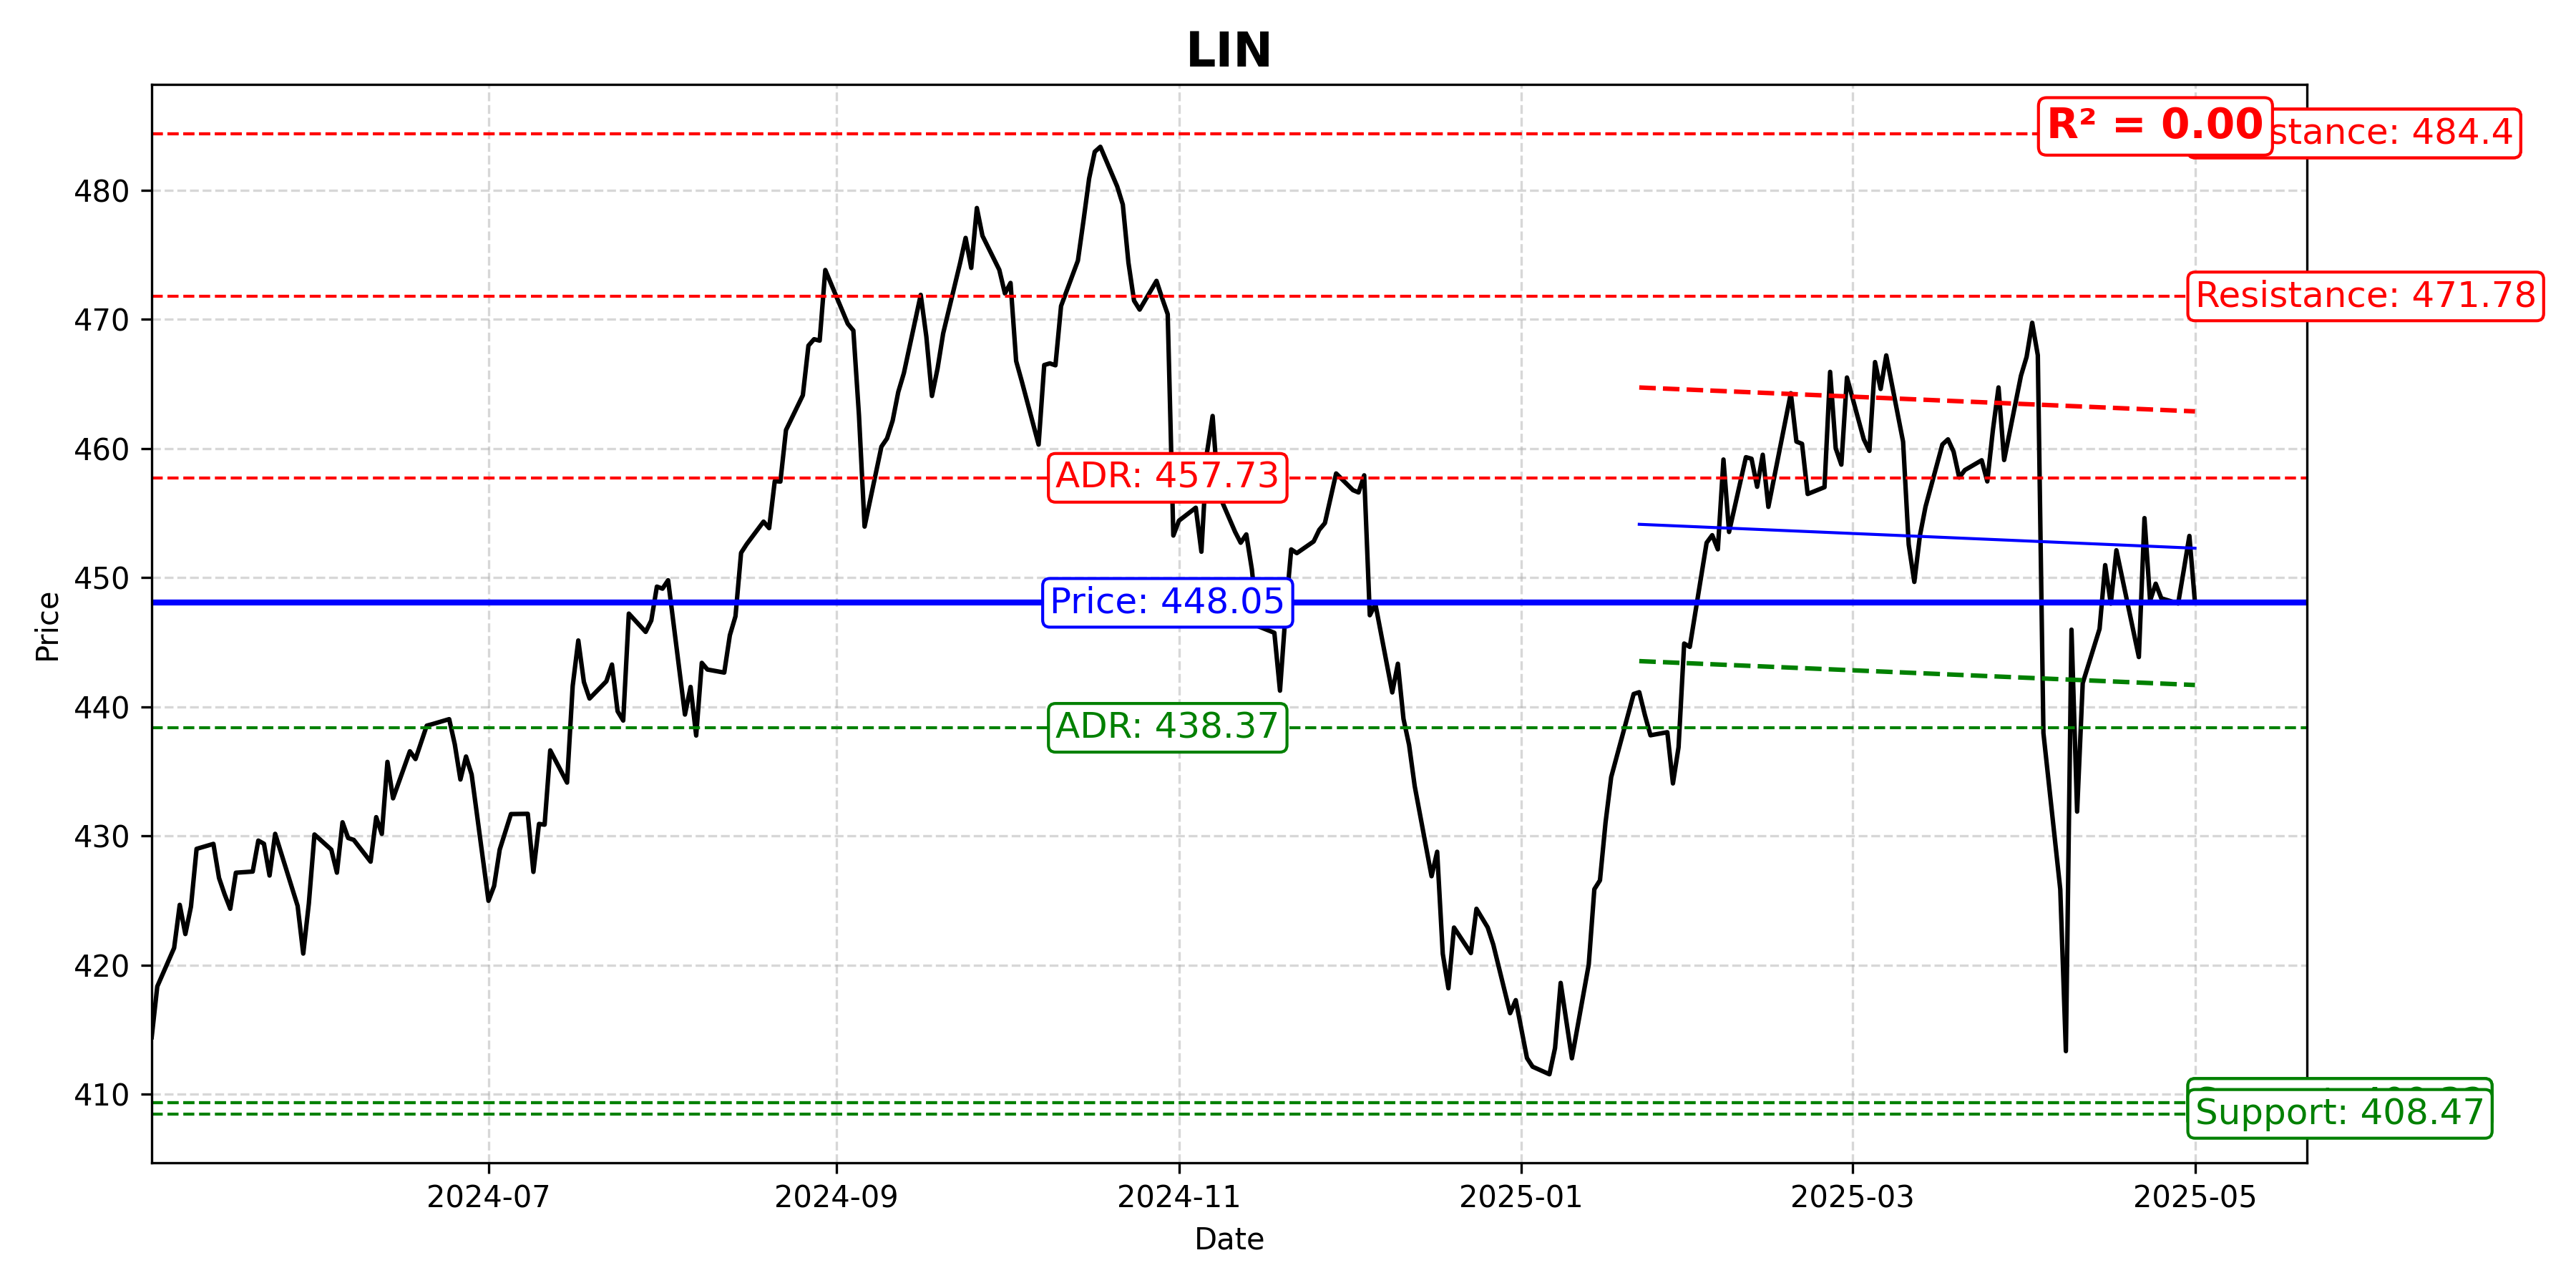 LIN
R² = 0.00
stance: 484.4
Resistance: 471.78
ADR: 457.73
Price: 448.05
ADR: 438.37
Support: 408.47
480
470
460
450
440
430
420
410
Price
2024-07
2024-09
2024-11
2025-01
2025-03
2025-05
Date